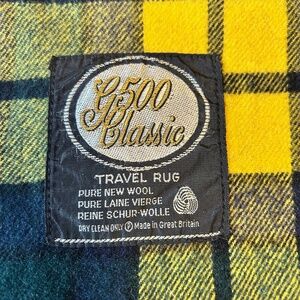 G500
Classic
TRAVEL RUG
PURE NEW WOOL
PURE LAINE VIERGE
REINE SCHUR-WOLLE
DRY CLEAN ONLY P Made in Great Britain